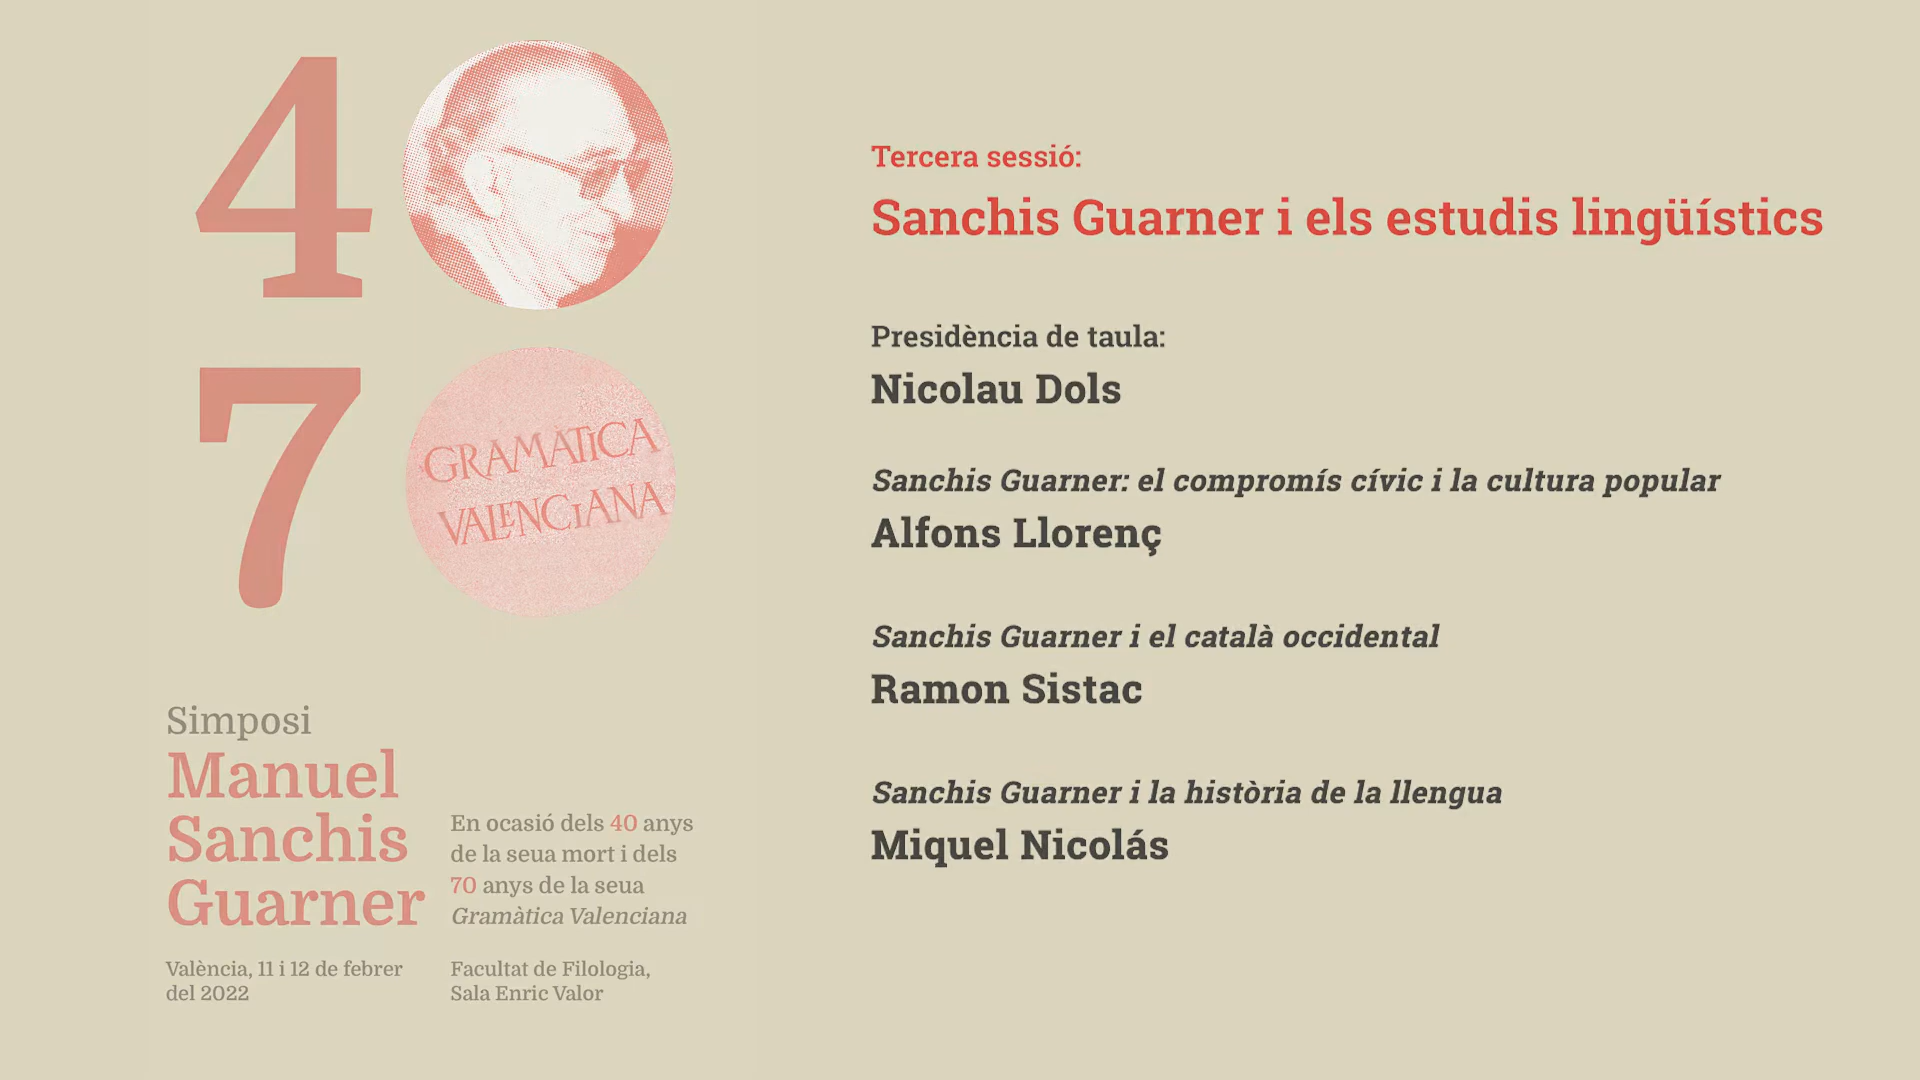 40
70
GRAMÀTICA
VALENCIANA
Simposi
Manuel
Sanchis
Guarner
En ocasió dels 40 anys
de la seua mort i dels
70 anys de la seua
Gramàtica Valenciana
València, 11 i 12 de febrer
del 2022
Facultat de Filologia,
Sala Enric Valor
Tercera sessió:
Sanchis Guarner i els estudis lingüístics
Presidència de taula:
Nicolau Dols
Sanchis Guarner: el compromís cívic i la cultura popular
Alfons Llorenç
Sanchis Guarner i el català occidental
Ramon Sistac
Sanchis Guarner i la història de la llengua
Miquel Nicolás